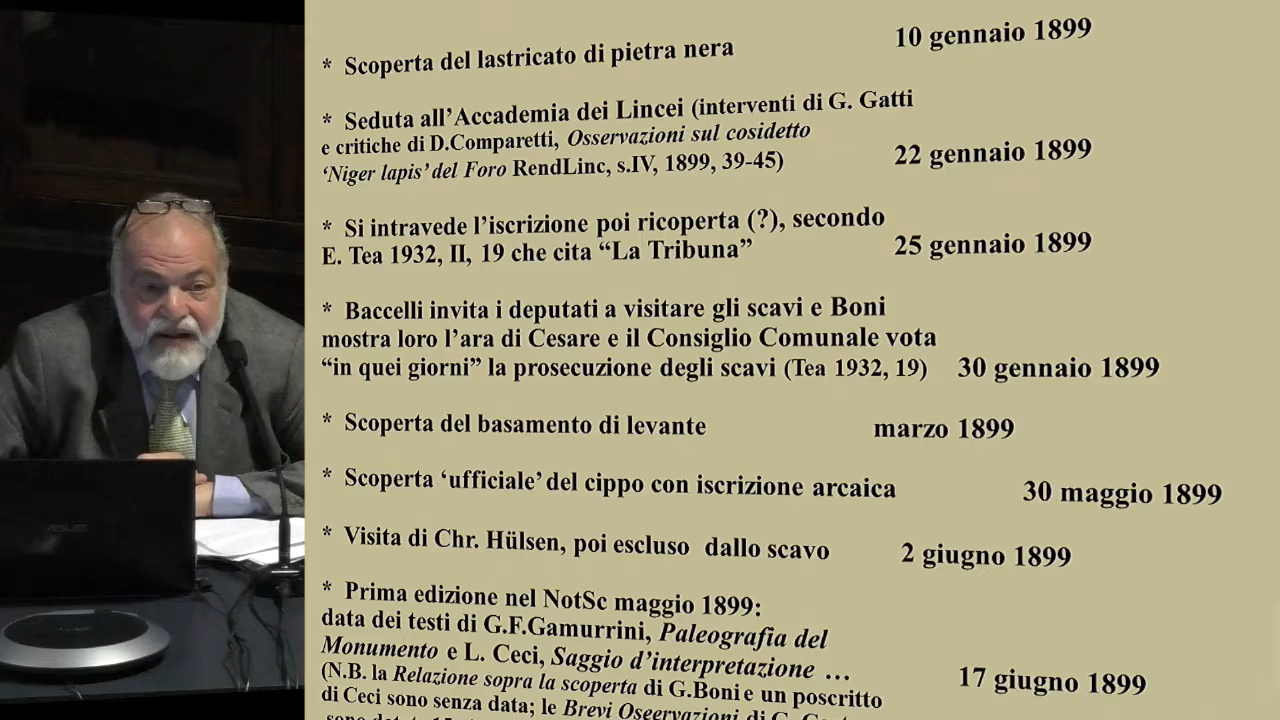 * Scoperta del lastricato di pietra nera 10 gennaio 1899
* Seduta all'Accademia dei Lincei (interventi di G. Gatti
e critiche di D.Comparetti, Osservazioni sul cosidetto
'Niger lapis' del Foro RendLinc, s.IV, 1899, 39-45) 22 gennaio 1899
* Si intravede l'iscrizione poi ricoperta (?), secondo
E. Tea 1932, II, 19 che cita “La Tribuna” 25 gennaio 1899
* Baccelli invita i deputati a visitare gli scavi e Boni
mostra loro l'ara di Cesare e il Consiglio Comunale vota
“in quei giorni” la prosecuzione degli scavi (Tea 1932, 19) 30 gennaio 1899
* Scoperta del basamento di levante marzo 1899
* Scoperta 'ufficiale' del cippo con iscrizione arcaica 30 maggio 1899
* Visita di Chr. Hülsen, poi escluso dallo scavo 2 giugno 1899
* Prima edizione nel NotSc maggio 1899:
data dei testi di G.F.Gamurrini, Paleografia del
Monumento e L. Ceci, Saggio d'interpretazione ... 17 giugno 1899
(N.B. la Relazione sopra la scoperta di G.Boni e un poscritto
di Ceci sono senza data; le Brevi Oseervazioni di G.